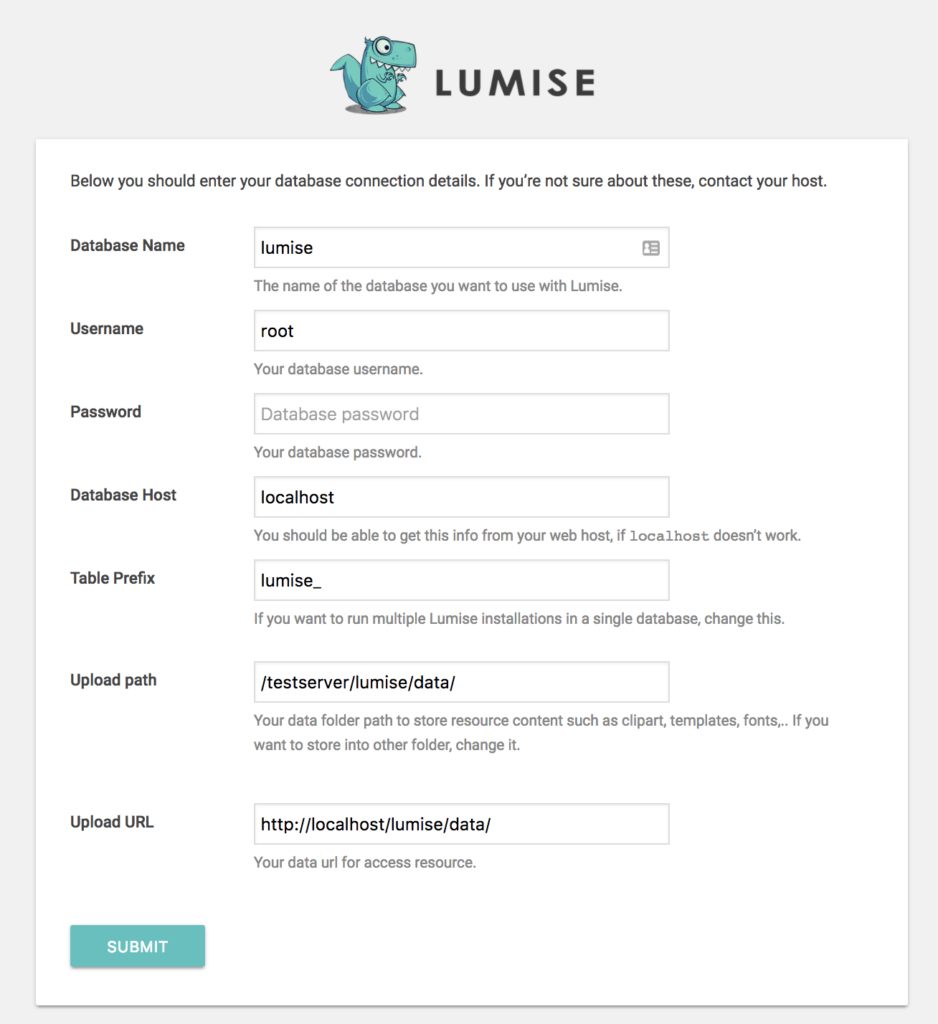 LUMISE
Below you should enter your database connection details. If you’re not sure about these, contact your host.
Database Name
lumise
The name of the database you want to use with Lumise.
Username
root
Your database username.
Password
Database password
Your database password.
Database Host
localhost
You should be able to get this info from your web host, if localhost doesn’t work.
Table Prefix
lumise_
If you want to run multiple Lumise installations in a single database, change this.
Upload path
/testserver/lumise/data/
Your data folder path to store resource content such as clipart, templates, fonts,.. If you
want to store into other folder, change it.
Upload URL
http://localhost/lumise/data/
Your data url for access resource.
SUBMIT